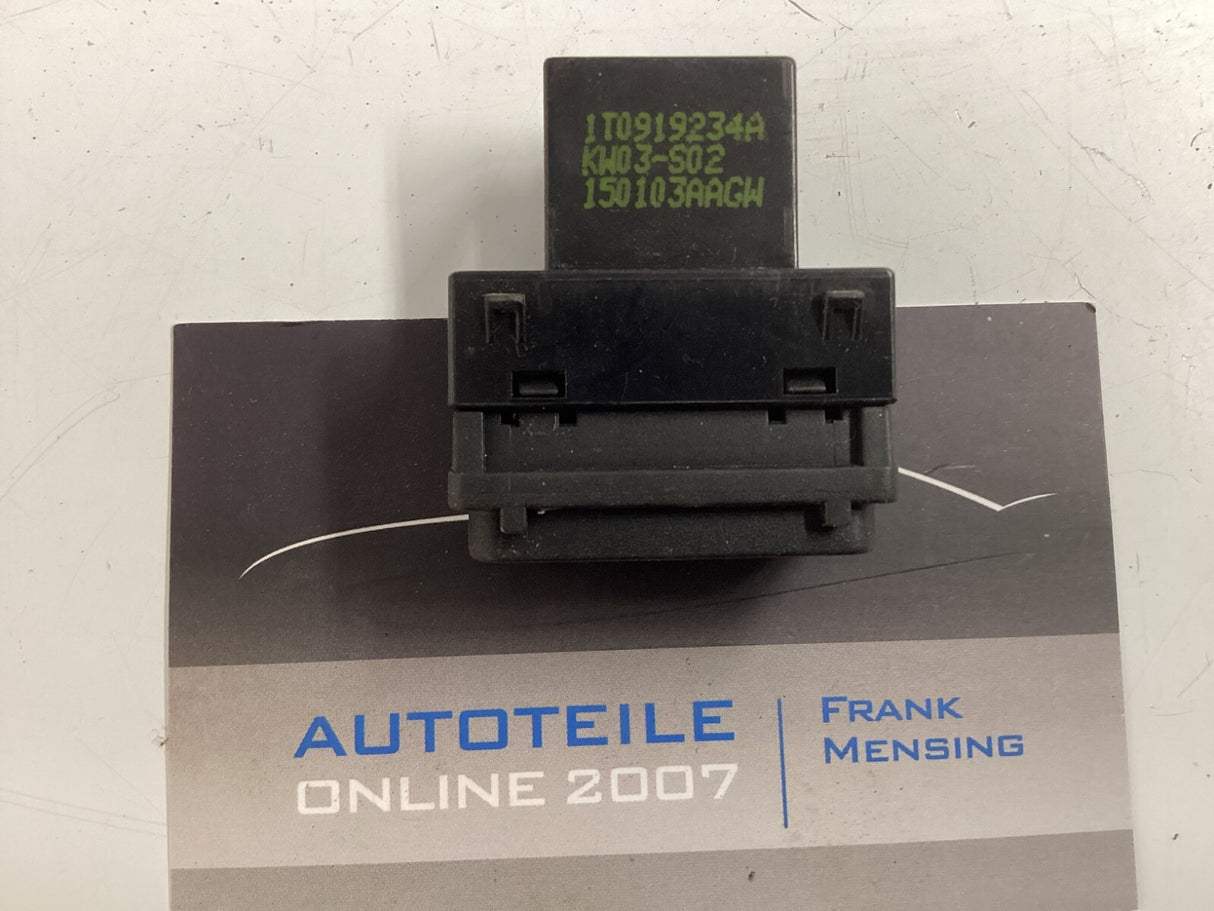 1T0919234A
KW03-S02
150103AAGW
AUTOTEILE
ONLINE 2007
FRANK
MENSING